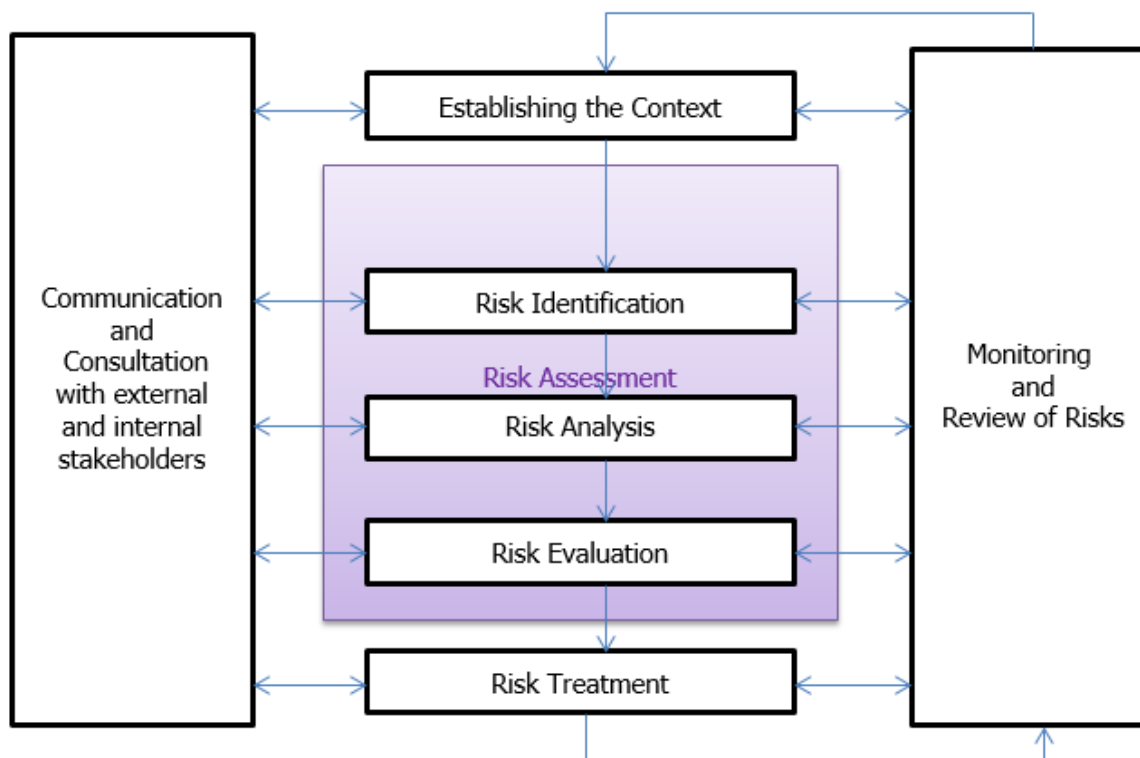 Establishing the Context
Communication
and
Consultation
with external
and internal
stakeholders
Risk Identification
Risk Assessment
Risk Analysis
Risk Evaluation
Risk Treatment
Monitoring
and
Review of Risks